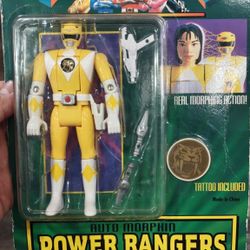 REAL MORPHING ACTION!
TATTOO INCLUDED!
Made in China
AUTO MORPHIN
POWER RANGERS